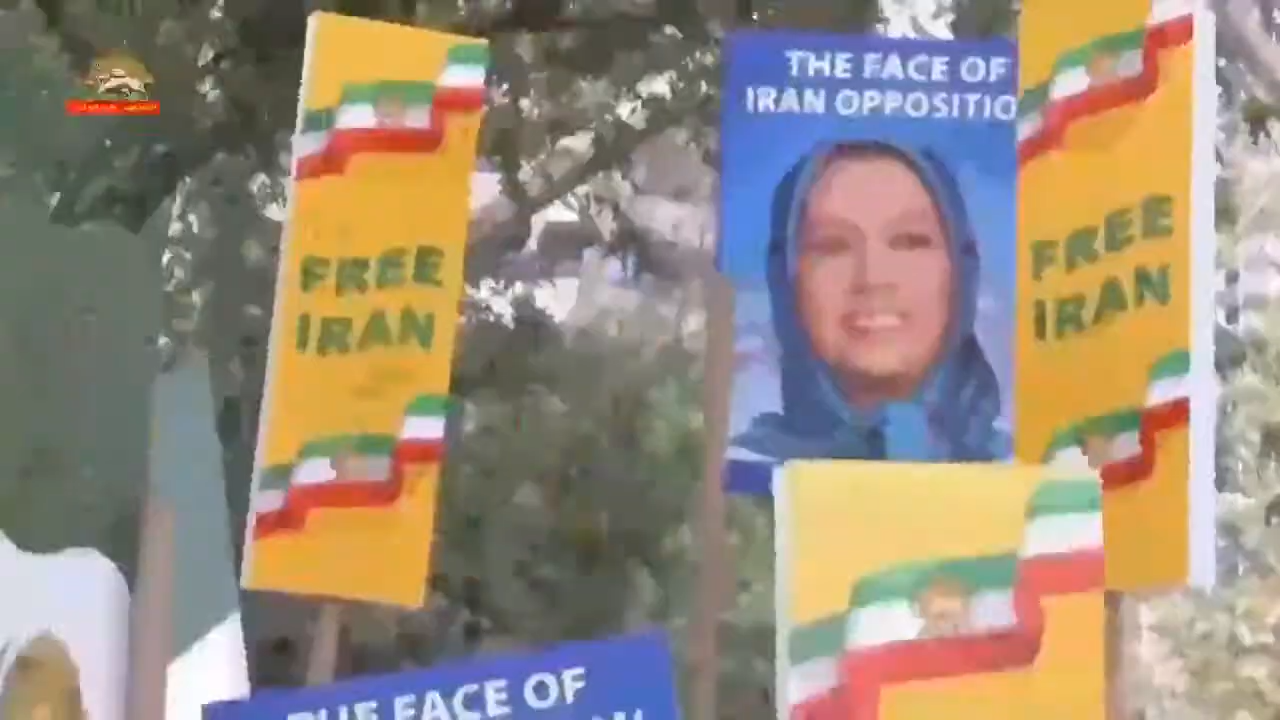 FREE
IRAN
THE FACE OF
IRAN OPPOSITIO
FREE
IRAN
THE FACE OF